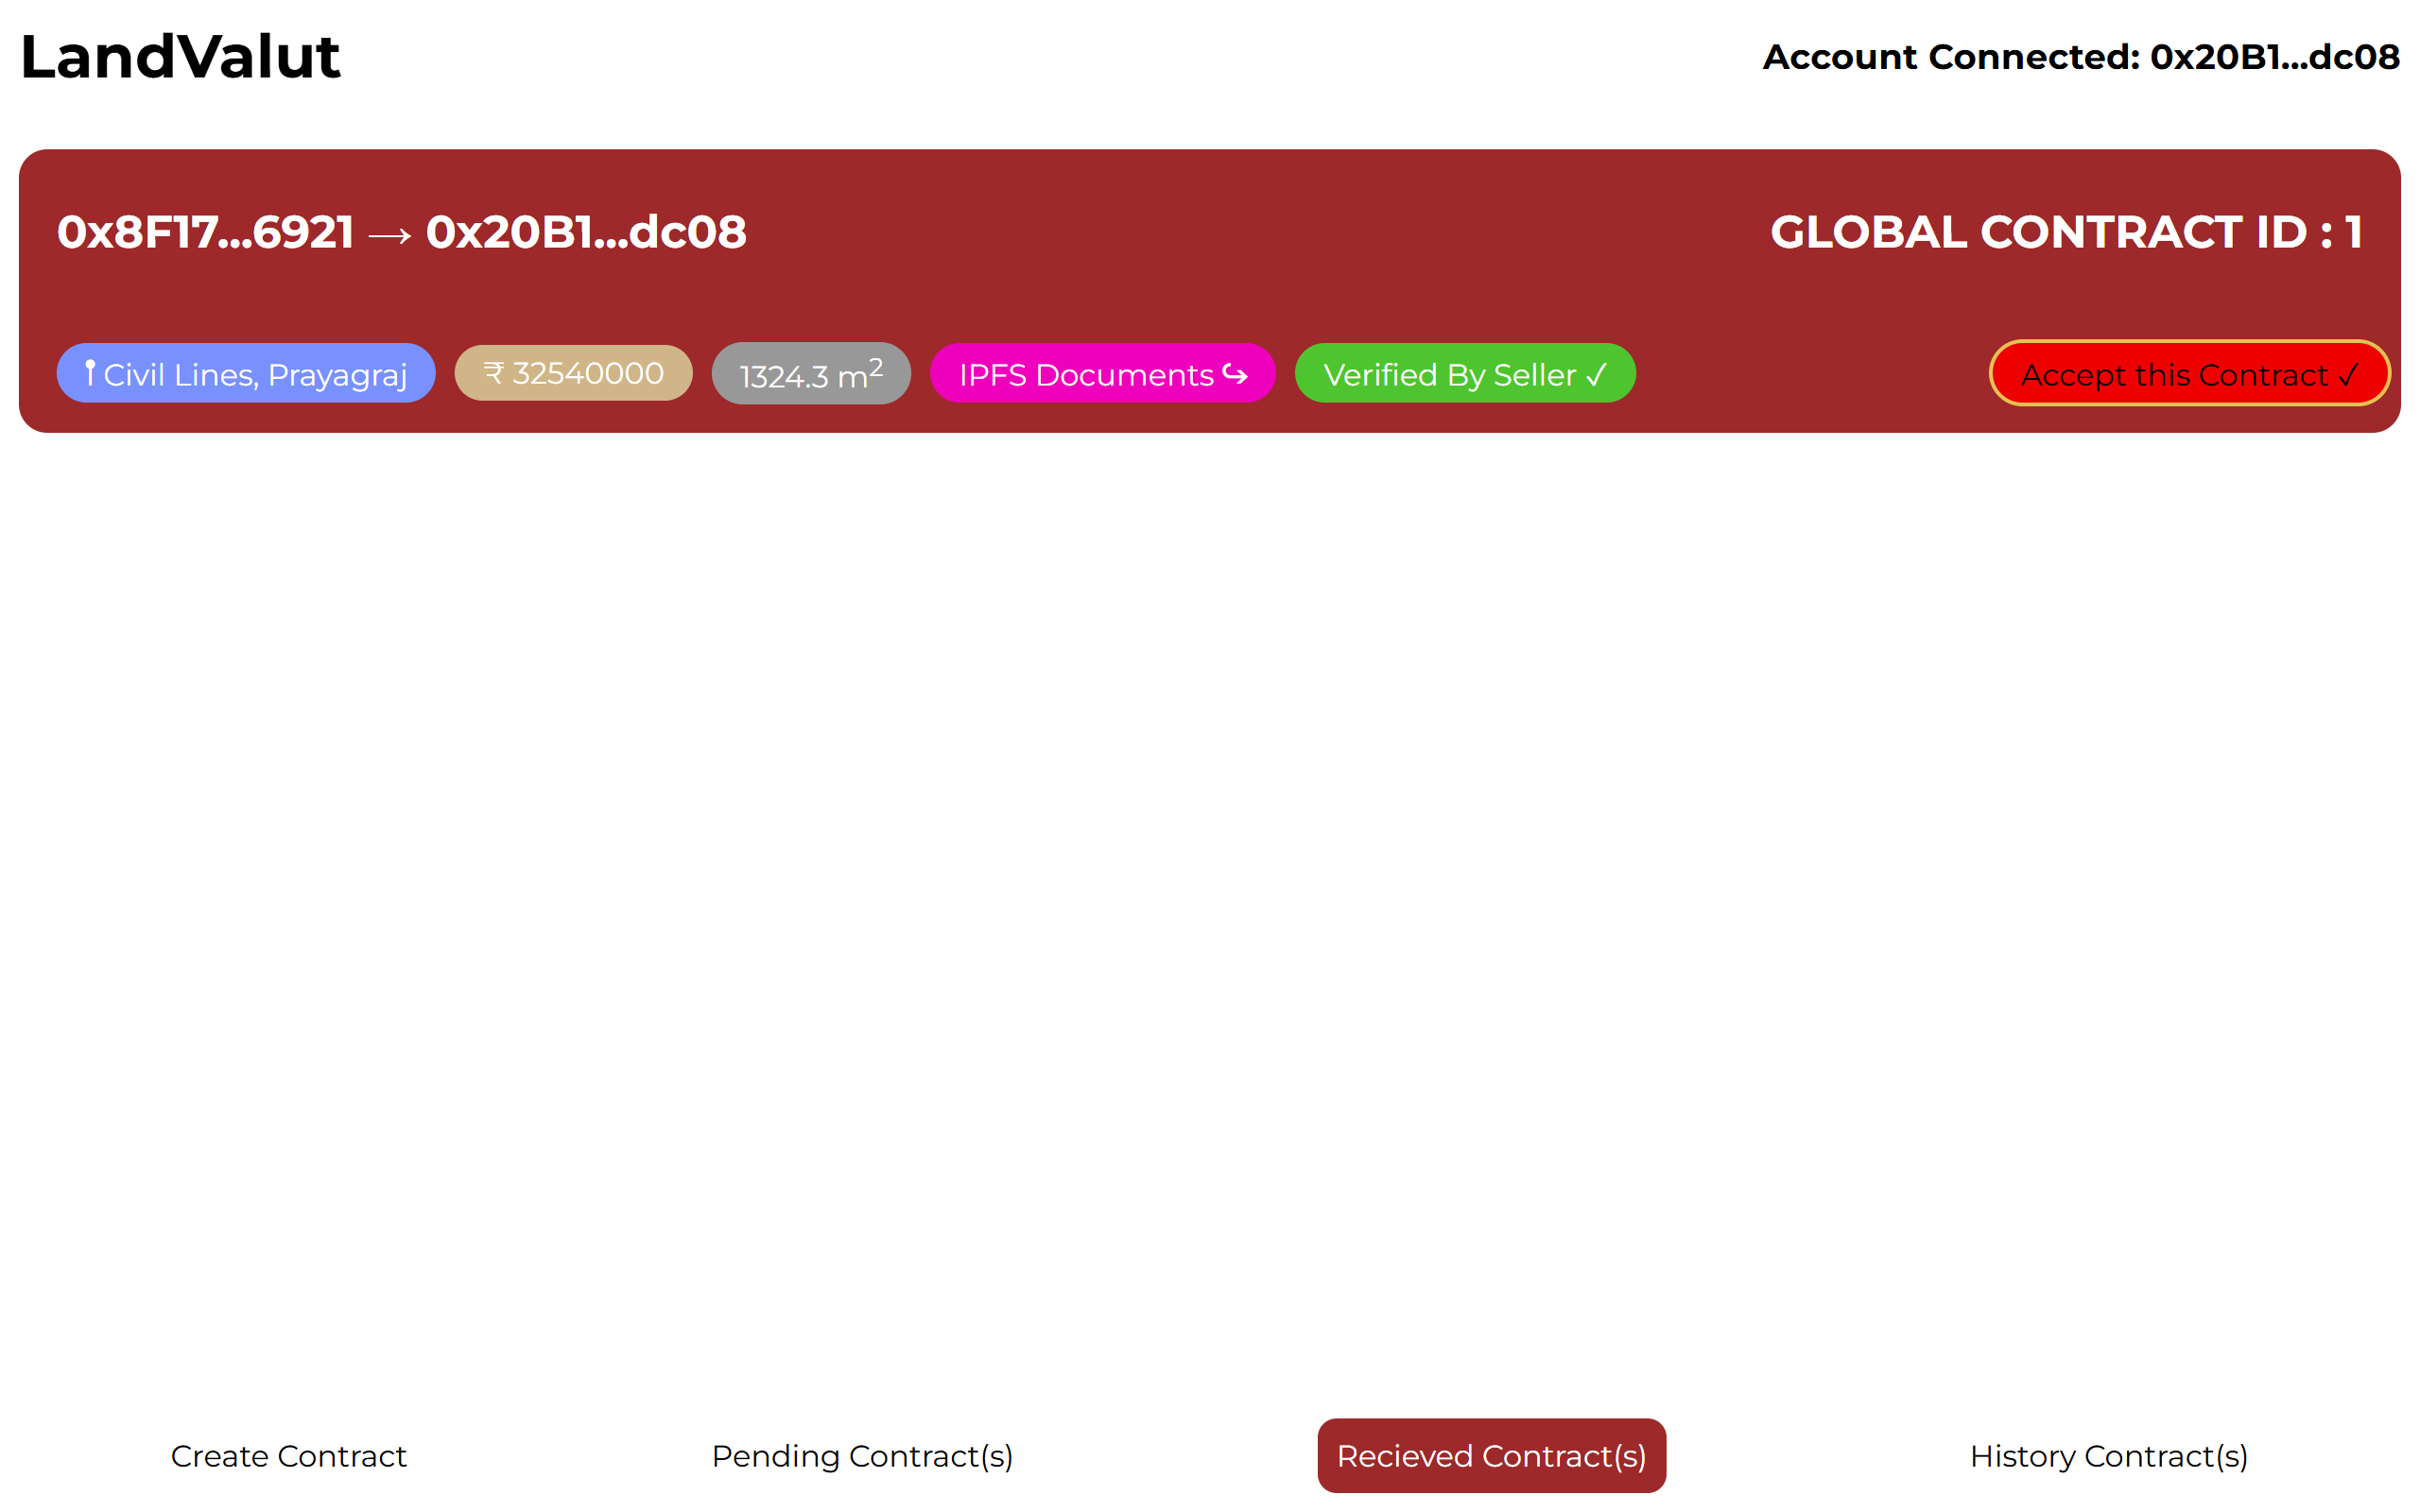 LandValut
Account Connected: 0x20B1...dc08
0x8F17...6921 → 0x20B1...dc08
GLOBAL CONTRACT ID : 1
Civil Lines, Prayagraj
₹ 32540000
1324.3 m²
IPFS Documents ↪
Verified By Seller ✓
Accept this Contract ✓
Create Contract
Pending Contract(s)
Recieved Contract(s)
History Contract(s)